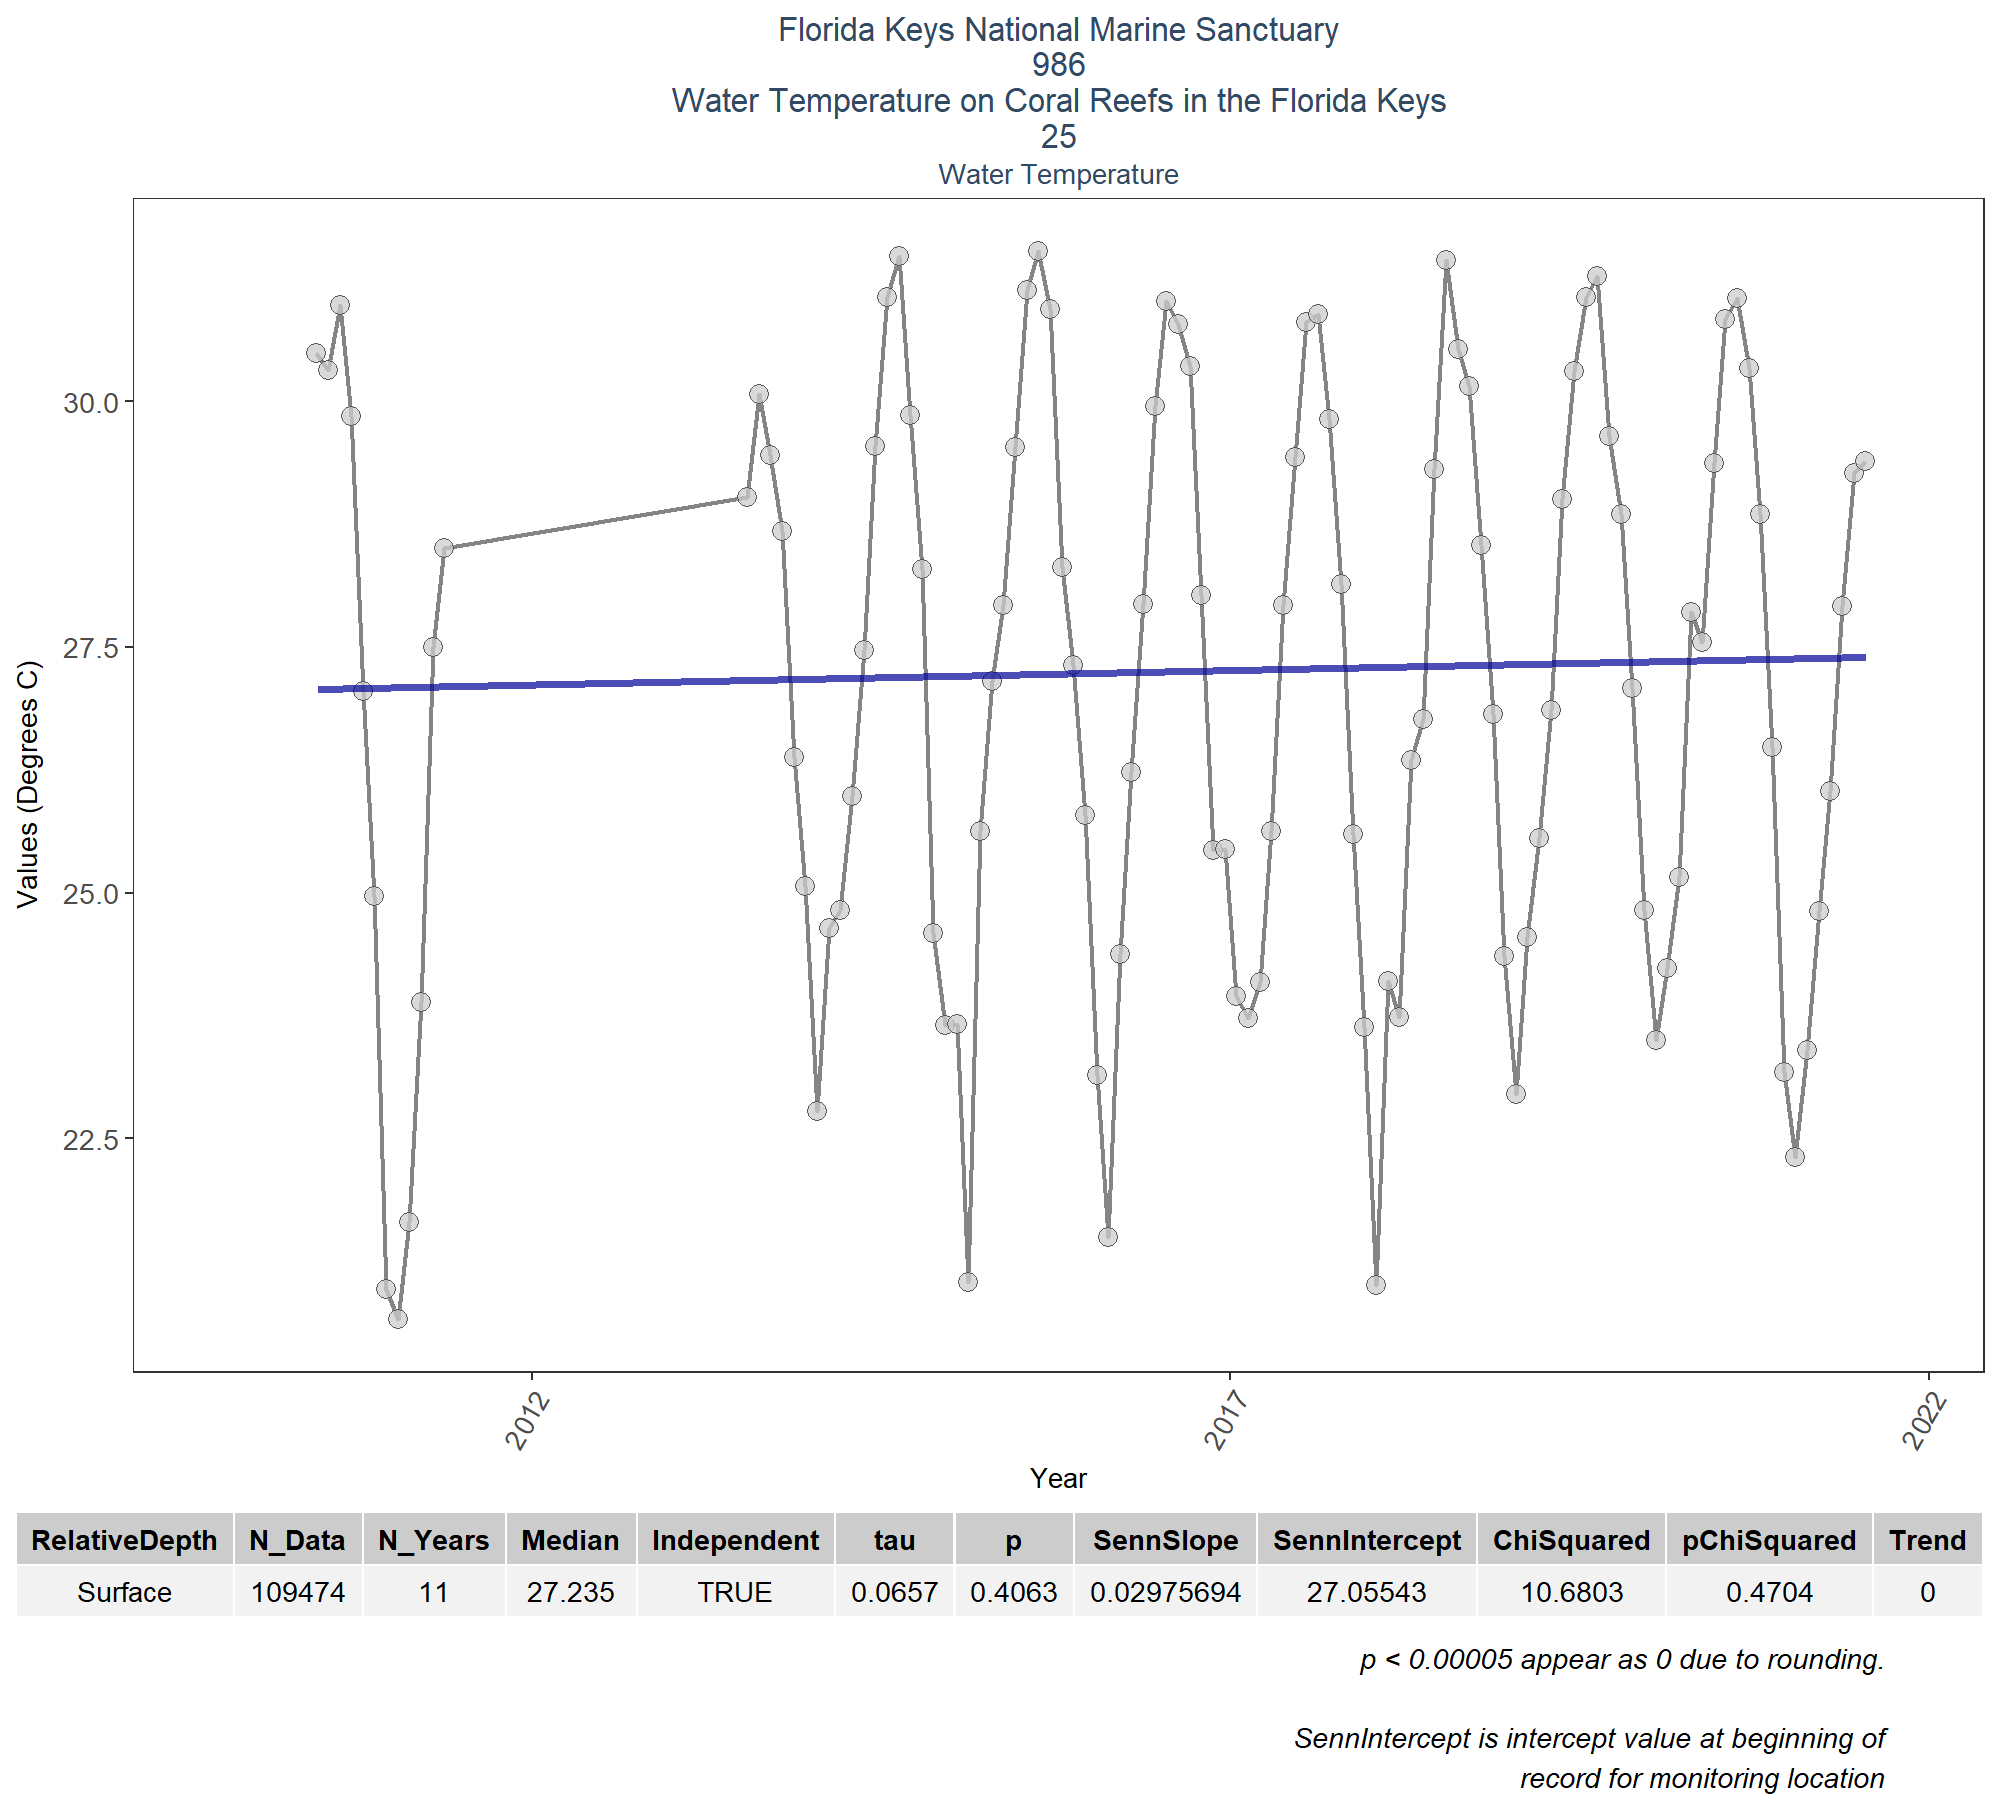 Florida Keys National Marine Sanctuary
986
Water Temperature on Coral Reefs in the Florida Keys
25
Water Temperature
30.0
27.5
25.0
22.5
Values (Degrees C)
2012
2017
2022
Year
RelativeDepth N_Data N_Years Median Independent tau p SennSlope SennIntercept ChiSquared pChiSquared Trend
Surface 109474 11 27.235 TRUE 0.0657 0.4063 0.02975694 27.05543 10.6803 0.4704 0
p < 0.00005 appear as 0 due to rounding.
SennIntercept is intercept value at beginning of
record for monitoring location